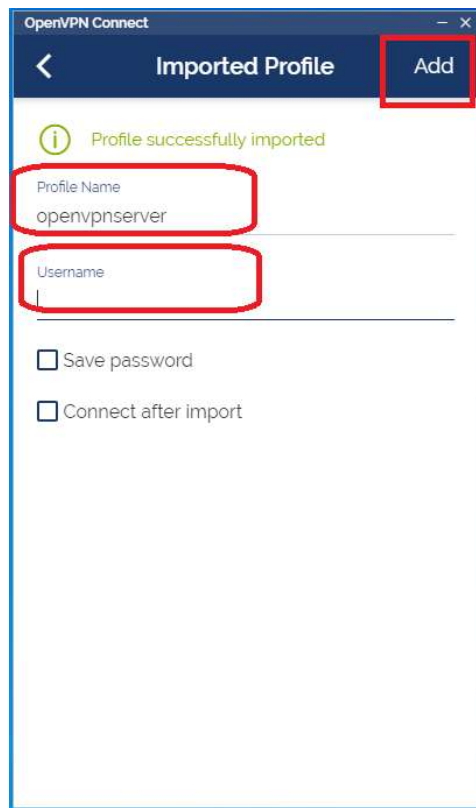 OpenVPN Connect
Imported Profile Add
Profile successfully imported
Profile Name
openvpnserver
Username
Save password
Connect after import